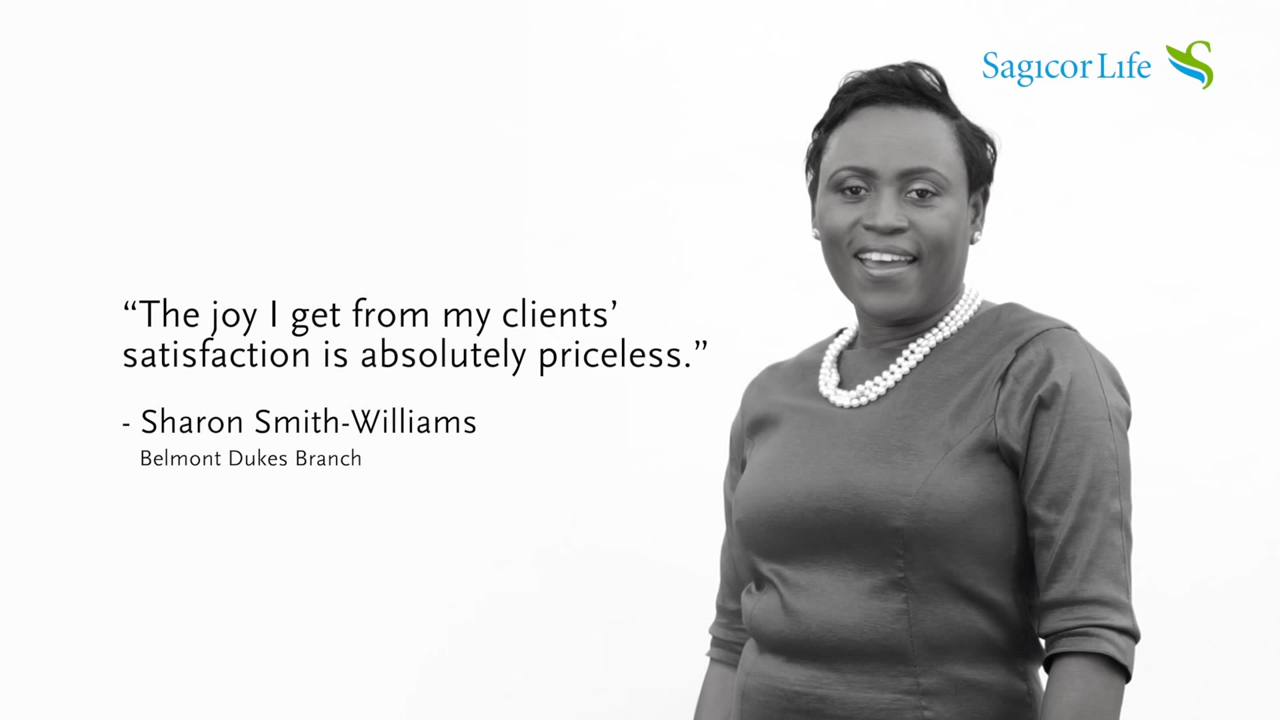 Sagicor Life
“The joy I get from my clients’
satisfaction is absolutely priceless.”
- Sharon Smith-Williams
Belmont Dukes Branch